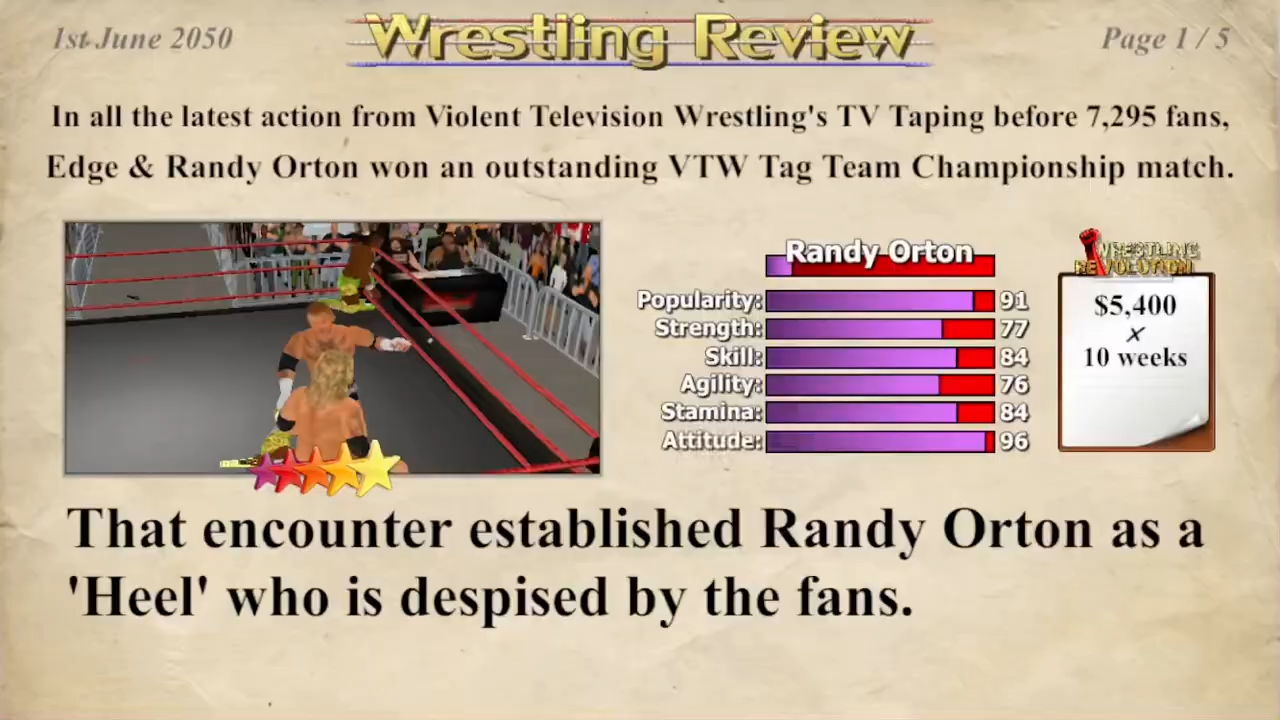 1st June 2050
Wrestling Review
Page 1 / 5
In all the latest action from Violent Television Wrestling's TV Taping before 7,295 fans,
Edge & Randy Orton won an outstanding VTW Tag Team Championship match.
Randy Orton
Popularity: 91
Strength: 77
Skill: 84
Agility: 76
Stamina: 84
Attitude: 96
WRESTLING
REVOLUTION
$5,400
x
10 weeks
That encounter established Randy Orton as a
'Heel' who is despised by the fans.